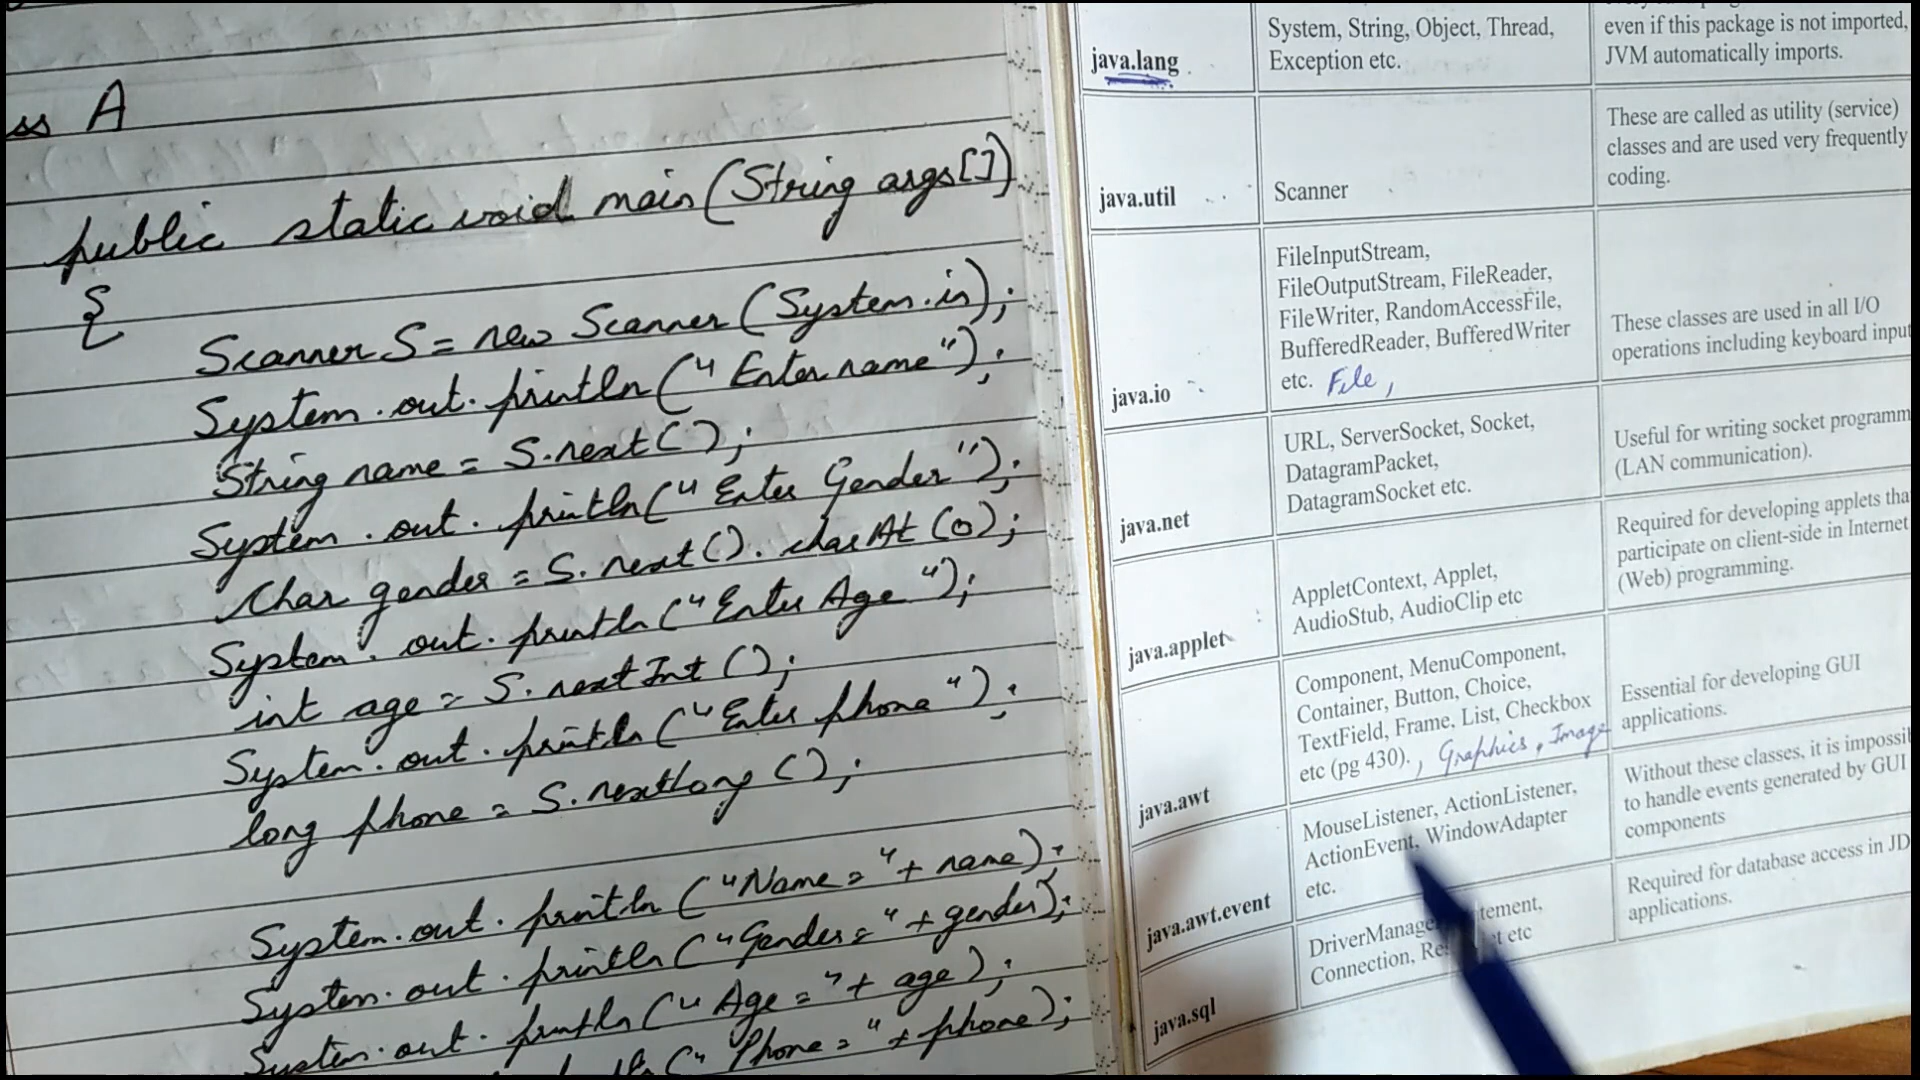 ss A
public static void main(String args[])
{
Scanner S = new Scanner (System.in);
System.out.println("Enter name");
String name = S.next();
System.out.println("Enter Gender");
char gender = S.next().charAt(0);
System.out.println("Enter Age");
int age = S.nextInt();
System.out.println("Enter phone");
long phone = S.nextLong();
System.out.println("Name = "+ name);
System.out.println("Gender = "+ gender);
System.out.println("Age = "+ age);
Phone = "+ phone);
java.lang
System, String, Object, Thread,
Exception etc.
even if this package is not imported,
JVM automatically imports.
java.util
Scanner
These are called as utility (service)
classes and are used very frequently
coding.
java.io
FileInputStream,
FileOutputStream, FileReader,
FileWriter, RandomAccessFile,
BufferedReader, BufferedWriter
etc. File,
These classes are used in all I/O
operations including keyboard input
java.net
URL, ServerSocket, Socket,
DatagramPacket,
DatagramSocket etc.
Useful for writing socket programm
(LAN communication).
java.applet
AppletContext, Applet,
AudioStub, AudioClip etc
Required for developing applets tha
participate on client-side in Internet
(Web) programming.
java.awt
Component, MenuComponent,
Container, Button, Choice,
TextField, Frame, List, Checkbox
etc (pg 430). , Graphics, Image
Essential for developing GUI
applications.
java.awt.event
MouseListener, ActionListener,
ActionEvent, WindowAdapter
etc.
Without these classes, it is impossi
to handle events generated by GUI
components
java.sql
DriverManage tement,
Connection, Re et etc
Required for database access in JD
applications.